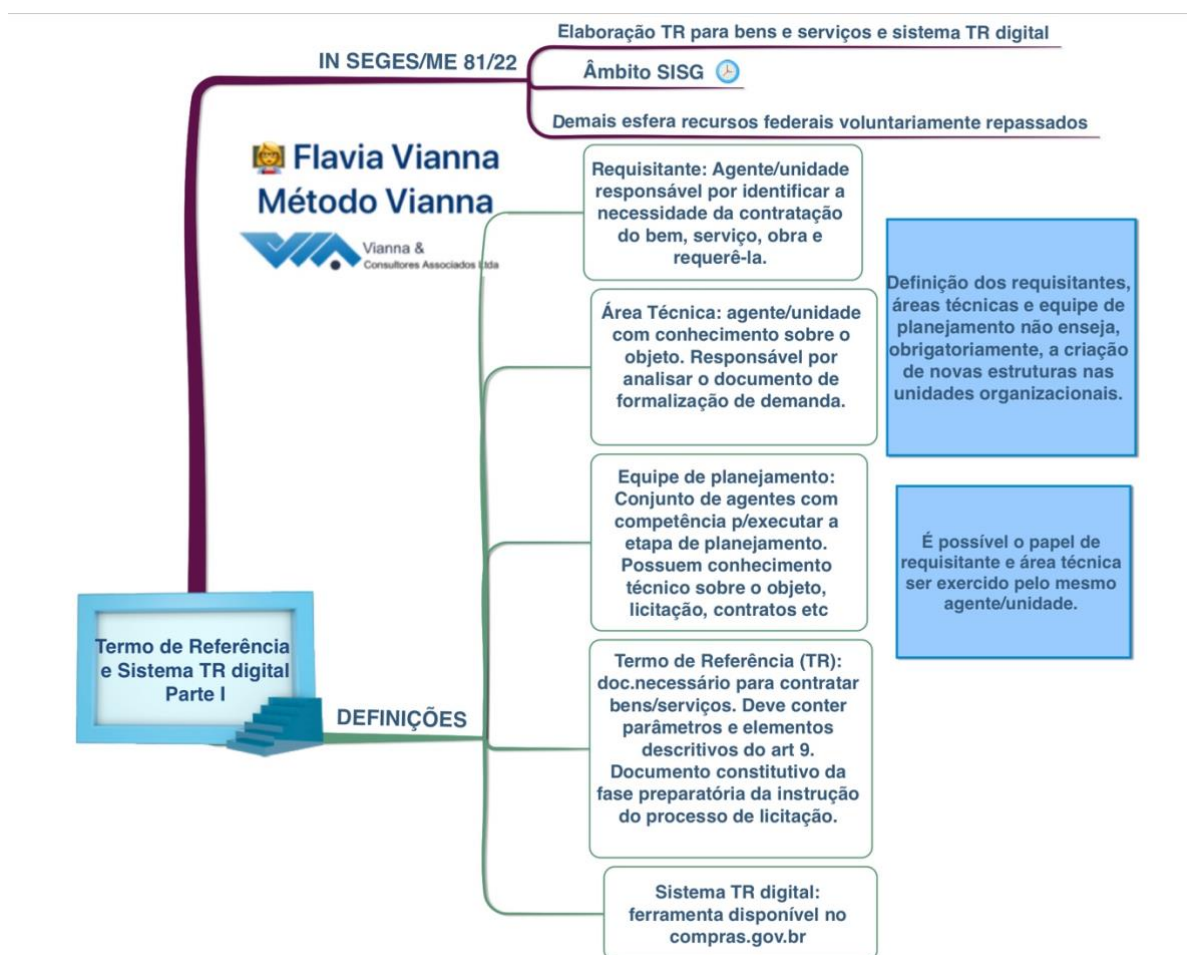 Elaboração TR para bens e serviços e sistema TR digital
IN SEGES/ME 81/22
Âmbito SISG
Demais esfera recursos federais voluntariamente repassados
Flavia Vianna
Método Vianna
Vianna &
Consultores Associados Ltda
Requisitante: Agente/unidade
responsável por identificar a
necessidade da contratação
do bem, serviço, obra e
requerê-la.
Área Técnica: agente/unidade
com conhecimento sobre o
objeto. Responsável por
analisar o documento de
formalização de demanda.
Definição dos requisitantes,
áreas técnicas e equipe de
planejamento não enseja,
obrigatoriamente, a criação
de novas estruturas nas
unidades organizacionais.
Equipe de planejamento:
Conjunto de agentes com
competência p/executar a
etapa de planejamento.
Possuem conhecimento
técnico sobre o objeto,
licitação, contratos etc
É possível o papel de
requisitante e área técnica
ser exercido pelo mesmo
agente/unidade.
Termo de Referência
e Sistema TR digital
Parte I
DEFINIÇÕES
Termo de Referência (TR):
doc.necessário para contratar
bens/serviços. Deve conter
parâmetros e elementos
descritivos do art 9.
Documento constitutivo da
fase preparatória da instrução
do processo de licitação.
Sistema TR digital:
ferramenta disponível no
compras.gov.br